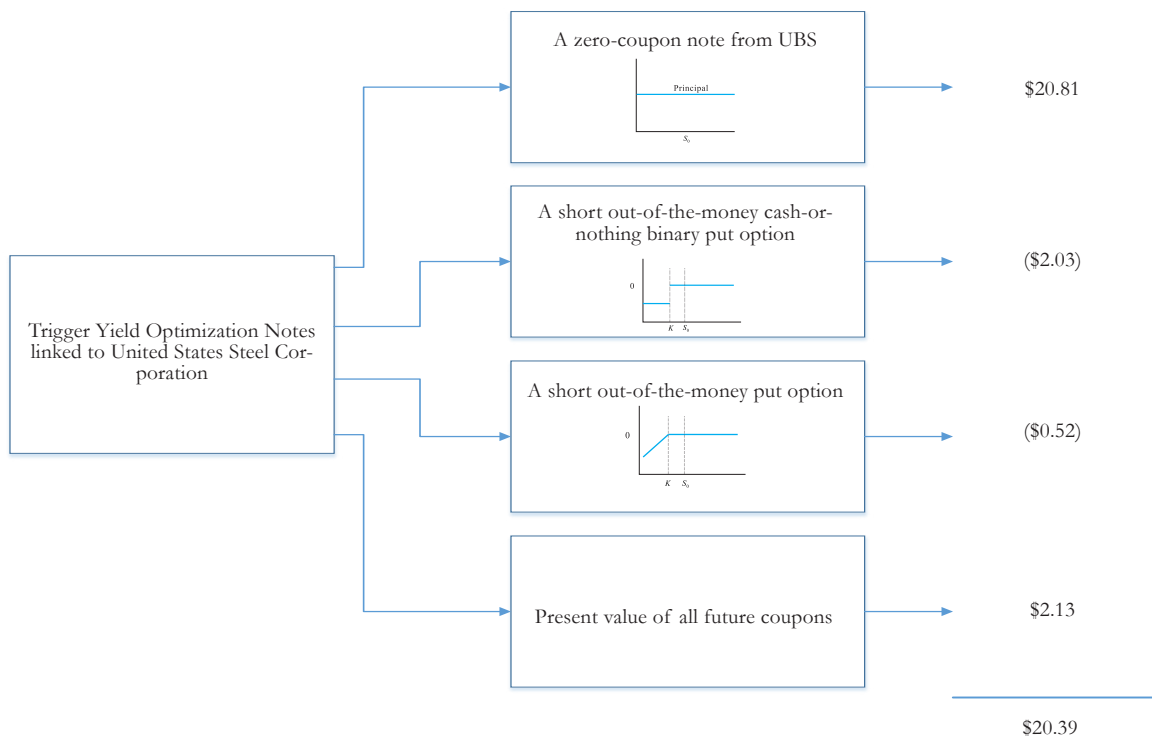 A zero-coupon note from UBS
Principal
S₀
$20.81
A short out-of-the-money cash-or-
nothing binary put option
0
K S₀
($2.03)
Trigger Yield Optimization Notes
linked to United States Steel Cor-
poration
A short out-of-the-money put option
0
K S₀
($0.52)
Present value of all future coupons
$2.13
$20.39